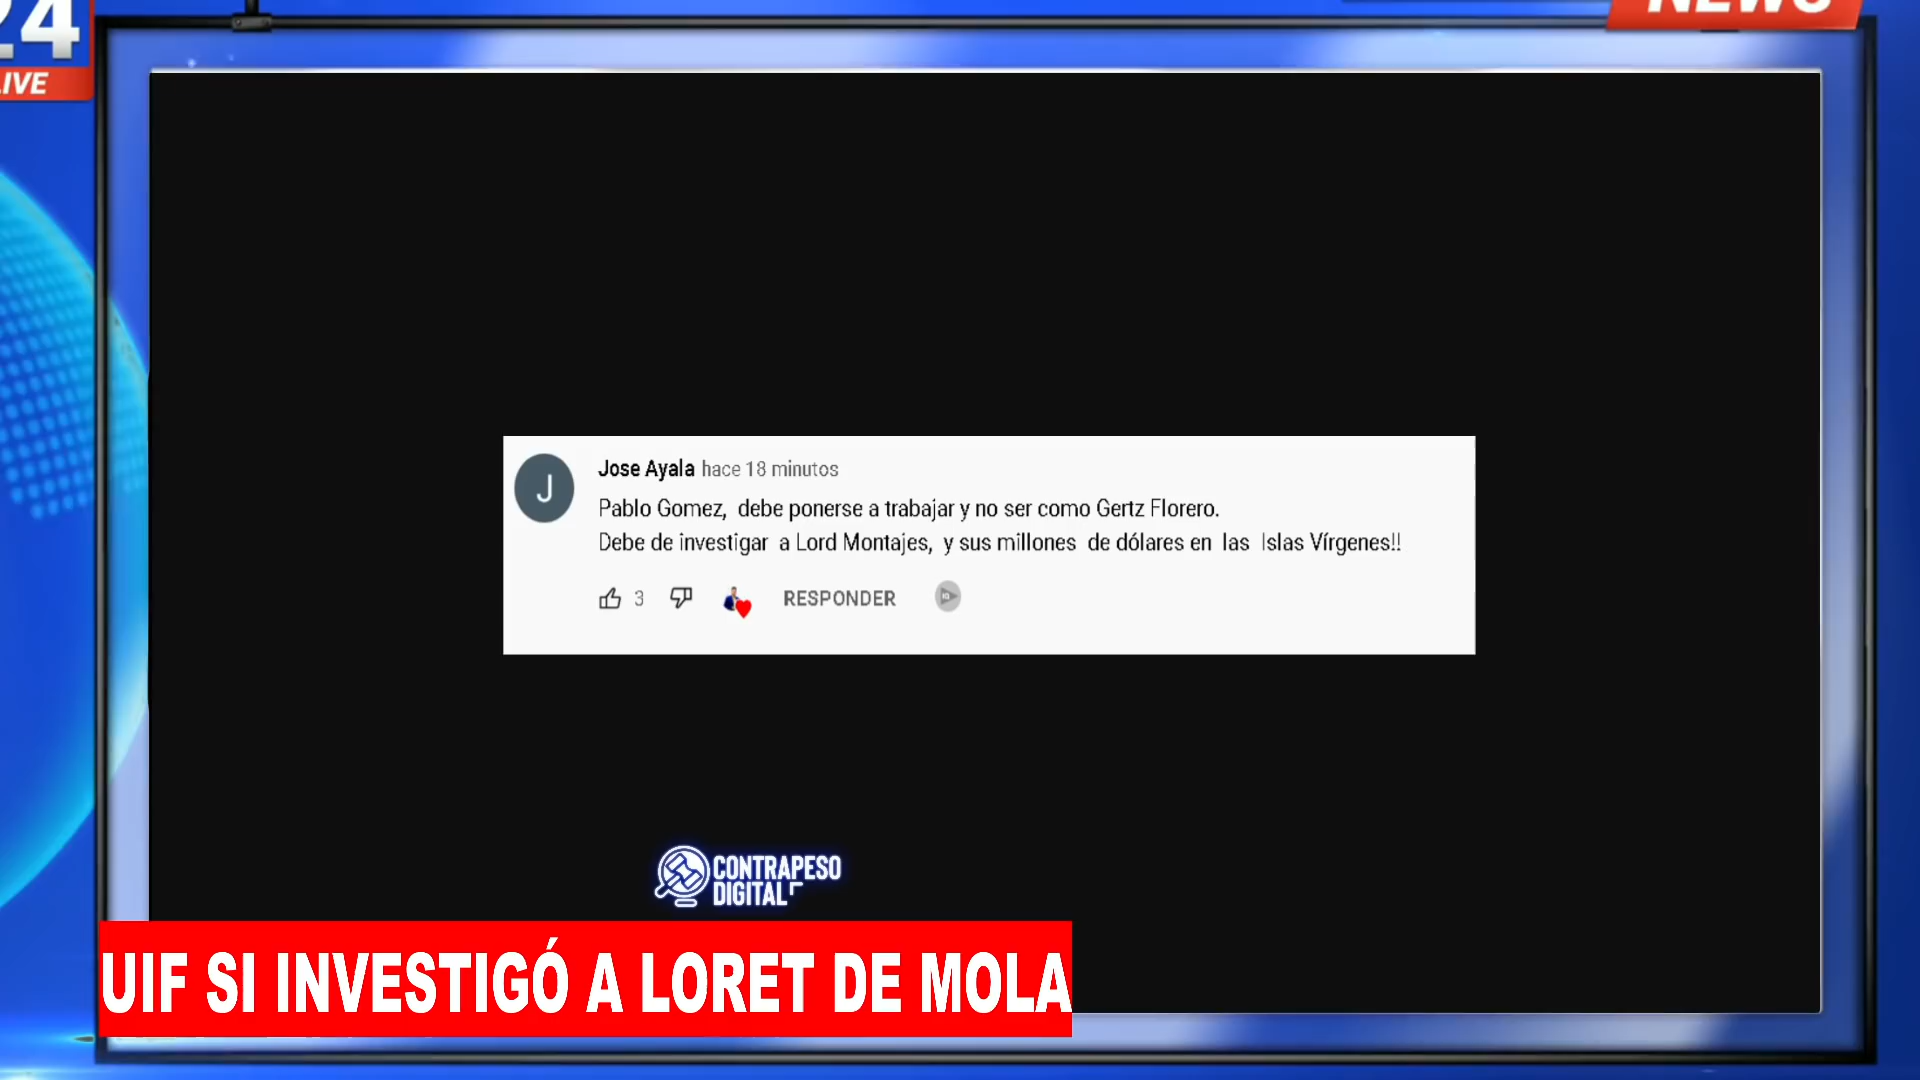 24
LIVE
NEWS
J
Jose Ayala hace 18 minutos
Pablo Gomez, debe ponerse a trabajar y no ser como Gertz Florero.
Debe de investigar a Lord Montajes, y sus millones de dólares en las Islas Vírgenes!!
3
RESPONDER
CONTRAPESO
DIGITAL
UIF SI INVESTIGÓ A LORET DE MOLA